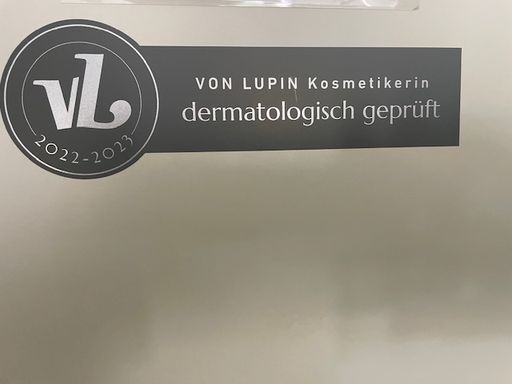 vL
2022-2023
VON LUPIN Kosmetikerin
dermatologisch geprüft